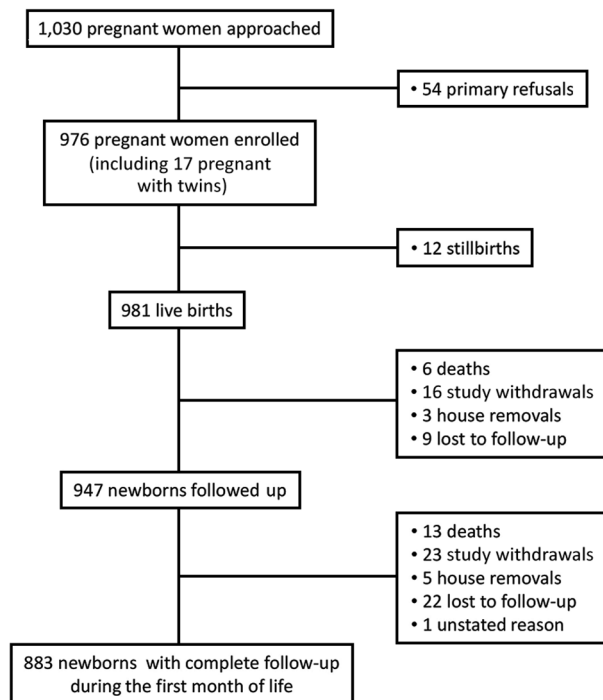 1,030 pregnant women approached
• 54 primary refusals
976 pregnant women enrolled
(including 17 pregnant
with twins)
• 12 stillbirths
981 live births
• 6 deaths
• 16 study withdrawals
• 3 house removals
• 9 lost to follow-up
947 newborns followed up
• 13 deaths
• 23 study withdrawals
• 5 house removals
• 22 lost to follow-up
• 1 unstated reason
883 newborns with complete follow-up
during the first month of life